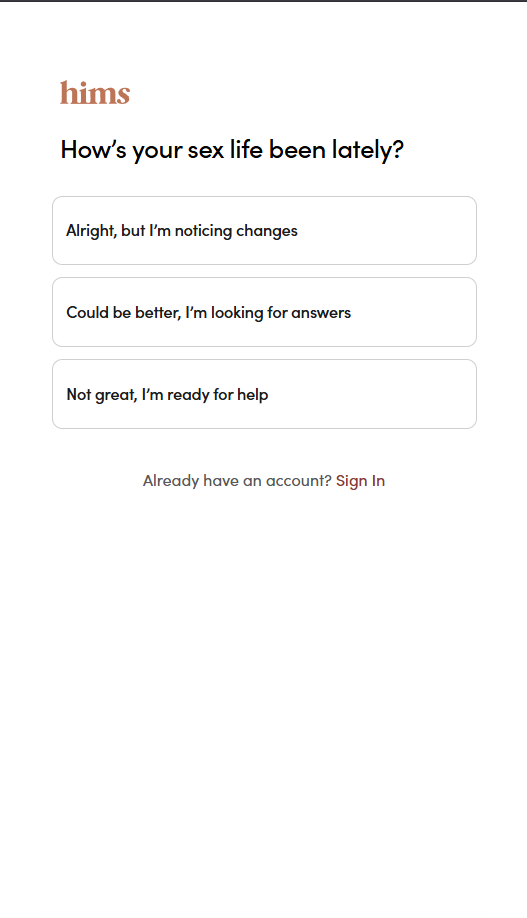 hims
How’s your sex life been lately?
Alright, but I’m noticing changes
Could be better, I’m looking for answers
Not great, I’m ready for help
Already have an account? Sign In